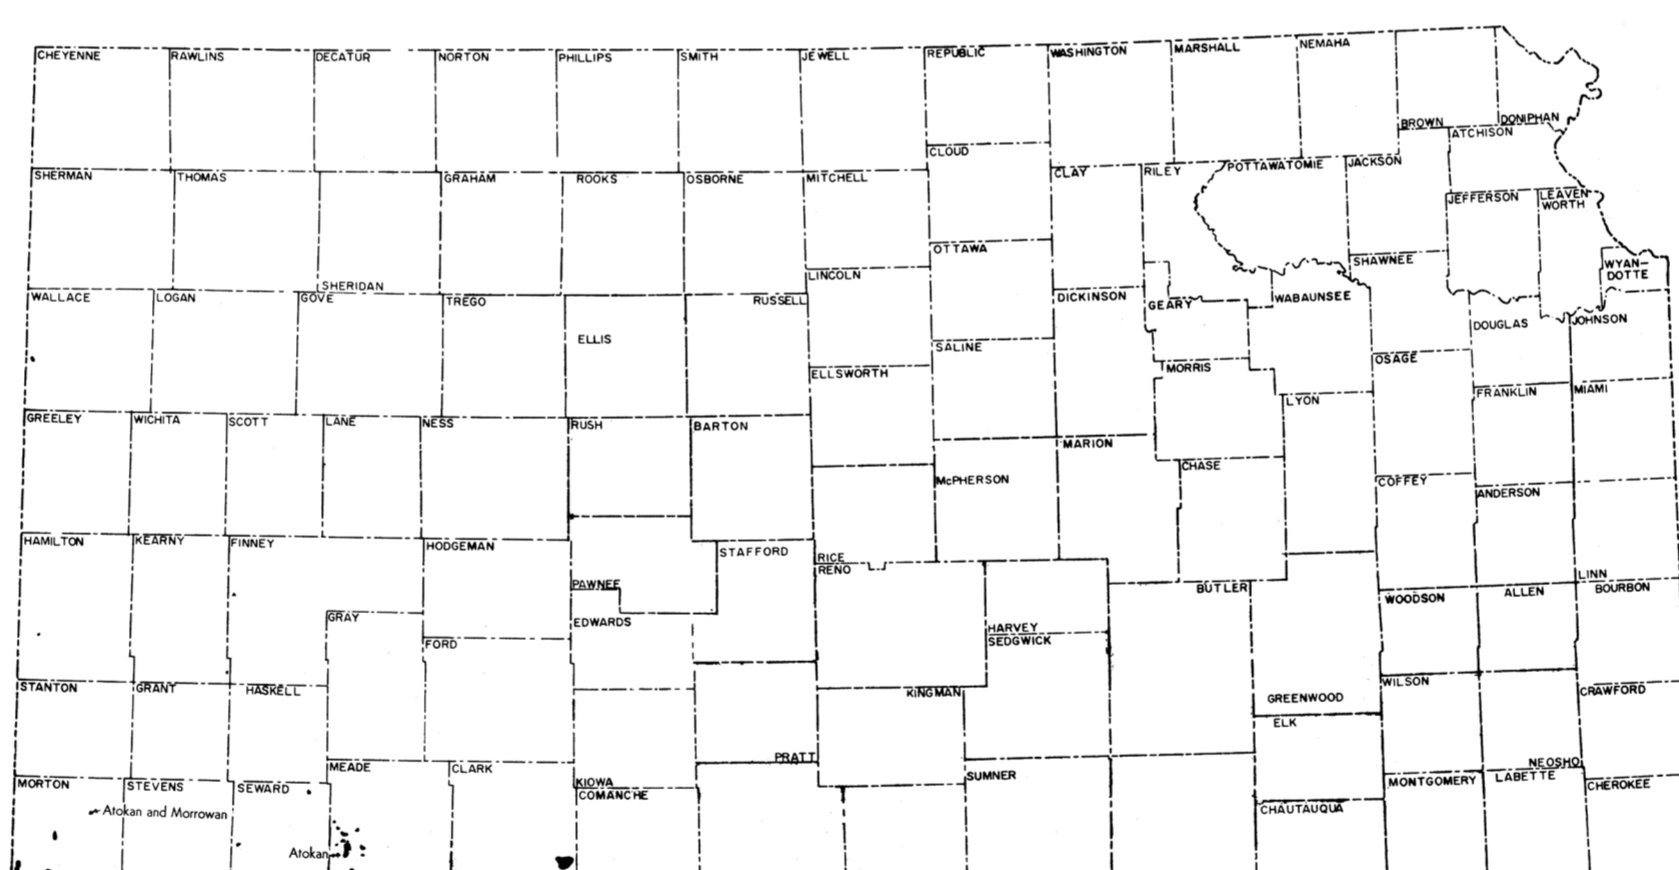 CHEYENNE
RAWLINS
DECATUR
NORTON
PHILLIPS
SMITH
JEWELL
REPUBLIC
WASHINGTON
MARSHALL
NEMAHA
BROWN
DONIPHAN
ATCHISON
CLOUD
SHERMAN
THOMAS
GRAHAM
ROOKS
OSBORNE
MITCHELL
CLAY
RILEY
POTTAWATOMIE
JACKSON
JEFFERSON
LEAVEN
WORTH
OTTAWA
LINCOLN
SHAWNEE
WYAN-
DOTTE
SHERIDAN
WALLACE
LOGAN
GOVE
TREGO
RUSSELL
DICKINSON
GEARY
WABAUNSEE
ELLIS
DOUGLAS
JOHNSON
SALINE
ELLSWORTH
MORRIS
OSAGE
LYON
FRANKLIN
MIAMI
GREELEY
WICHITA
SCOTT
LANE
NESS
RUSH
BARTON
MARION
CHASE
McPHERSON
COFFEY
ANDERSON
HAMILTON
KEARNY
FINNEY
HODGEMAN
STAFFORD
RICE
RENO
PAWNEE
LINN
BUTLER
WOODSON
ALLEN
BOURBON
GRAY
EDWARDS
HARVEY
SEDGWICK
FORD
STANTON
GRANT
HASKELL
KINGMAN
GREENWOOD
WILSON
CRAWFORD
ELK
PRATT
MEADE
CLARK
KIOWA
COMANCHE
SUMNER
NEOSHO
MORTON
STEVENS
SEWARD
MONTGOMERY
LABETTE
CHEROKEE
Atokan and Morrowan
CHAUTAUQUA
Atokan